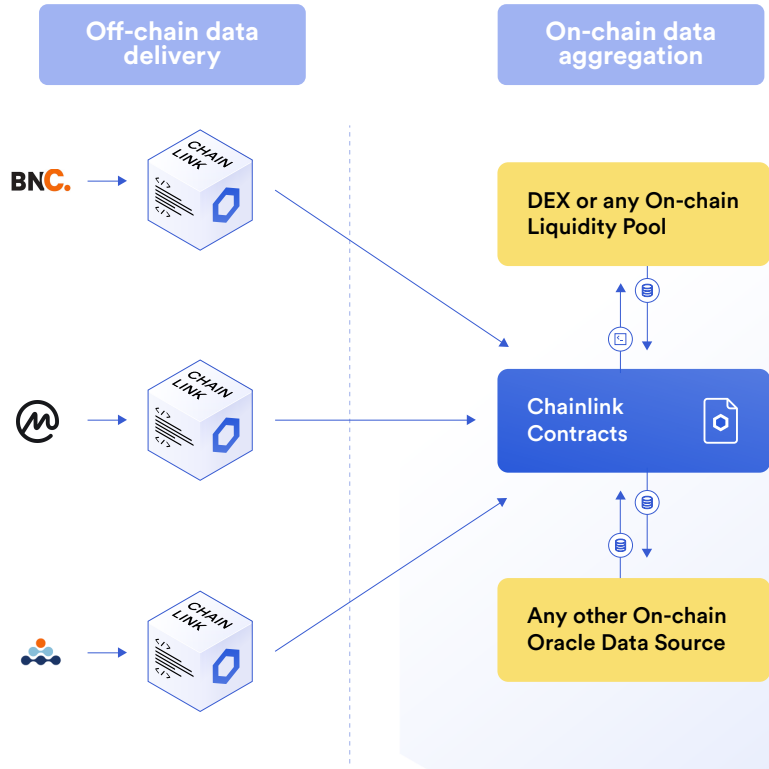 Off-chain data
delivery
On-chain data
aggregation
BNC.
CHAIN
LINK
</>
</>
DEX or any On-chain
Liquidity Pool
CHAIN
LINK
</>
</>
Chainlink
Contracts
CHAIN
LINK
</>
</>
Any other On-chain
Oracle Data Source